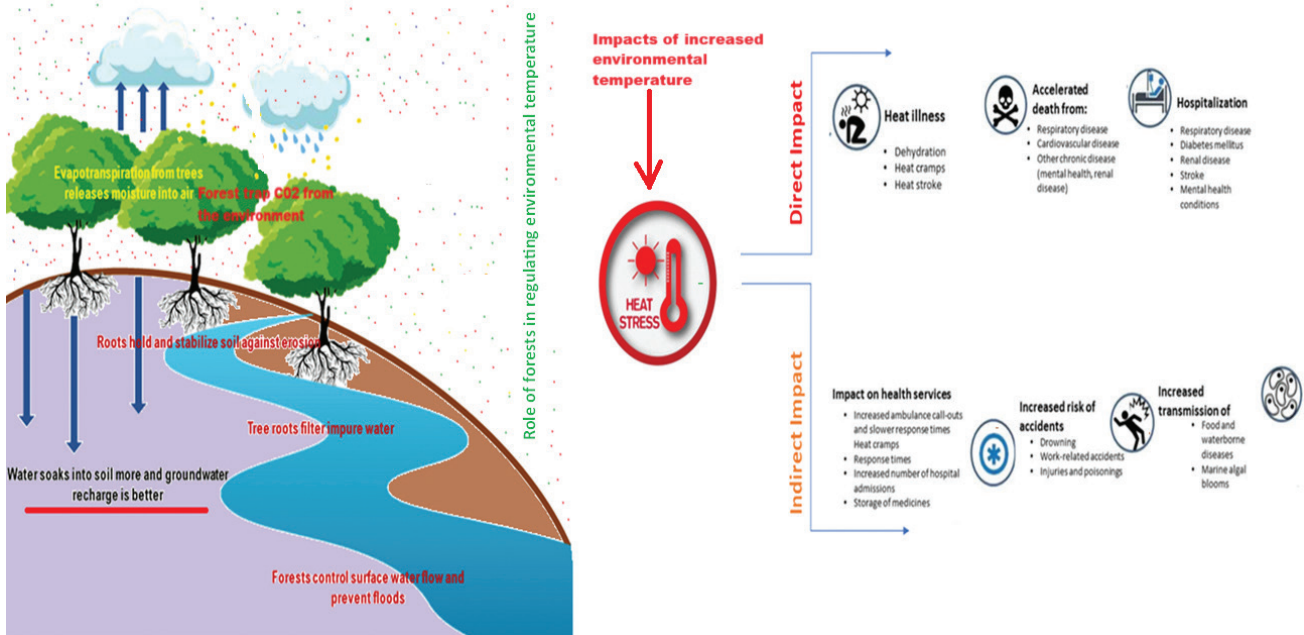 Evapotranspiration from trees
releases moisture into air
Forest trap CO2 from
the environment
Roots hold and stabilize soil against erosion
Tree roots filter impure water
Water soaks into soil more and groundwater
recharge is better
Forests control surface water flow and
prevent floods
Role of forests in regulating environmental temperature
Impacts of increased
environmental
temperature
HEAT
STRESS
Direct Impact
Heat illness
• Dehydration
• Heat cramps
• Heat stroke
Accelerated
death from:
• Respiratory disease
• Cardiovascular disease
• Other chronic disease
(mental health, renal
disease)
Hospitalization
• Respiratory disease
• Diabetes mellitus
• Renal disease
• Stroke
• Mental health
conditions
Indirect Impact
Impact on health services
• Increased ambulance call-outs
and slower response times
Heat cramps
• Response times
• Increased number of hospital
admissions
• Storage of medicines
Increased risk of
accidents
• Drowning
• Work-related accidents
• Injuries and poisonings
Increased
transmission of
• Food and
waterborne
diseases
• Marine algal
blooms